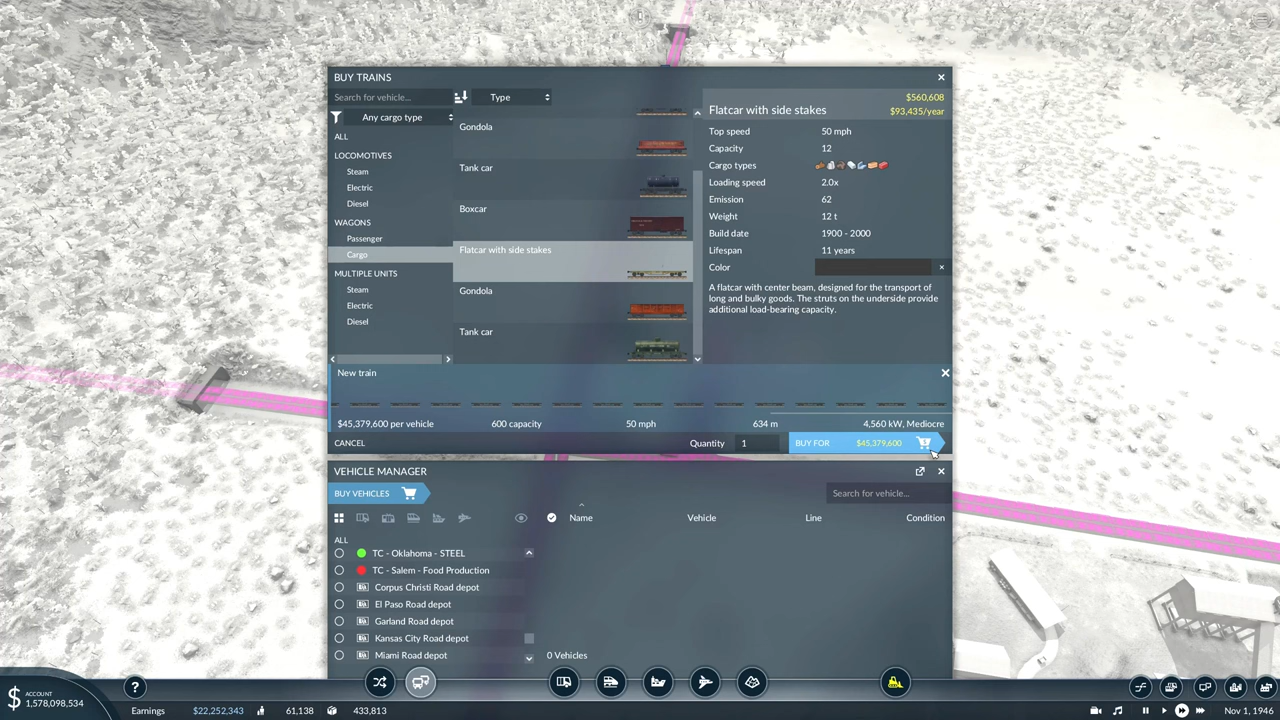 BUY TRAINS
Search for vehicle...
Type
Any cargo type
ALL
LOCOMOTIVES
Steam
Electric
Diesel
WAGONS
Passenger
Cargo
MULTIPLE UNITS
Steam
Electric
Diesel
Gondola
Tank car
Boxcar
Flatcar with side stakes
Gondola
Tank car
$560,608
Flatcar with side stakes
$93,435/year
Top speed 50 mph
Capacity 12
Cargo types
Loading speed 2.0x
Emission 62
Weight 12 t
Build date 1900 - 2000
Lifespan 11 years
Color
A flatcar with center beam, designed for the transport of
long and bulky goods. The struts on the underside provide
additional load-bearing capacity.
New train
$45,379,600 per vehicle 600 capacity 50 mph 634 m 4,560 kW, Mediocre
CANCEL Quantity 1 BUY FOR $45,379,600
VEHICLE MANAGER
BUY VEHICLES
Search for vehicle...
Name Vehicle Line Condition
ALL
TC - Oklahoma - STEEL
TC - Salem - Food Production
Corpus Christi Road depot
El Paso Road depot
Garland Road depot
Kansas City Road depot
Miami Road depot
0 Vehicles
$ ACCOUNT
1,578,098,534
?
Earnings $22,252,343 61,138 433,813
Nov 1, 1946